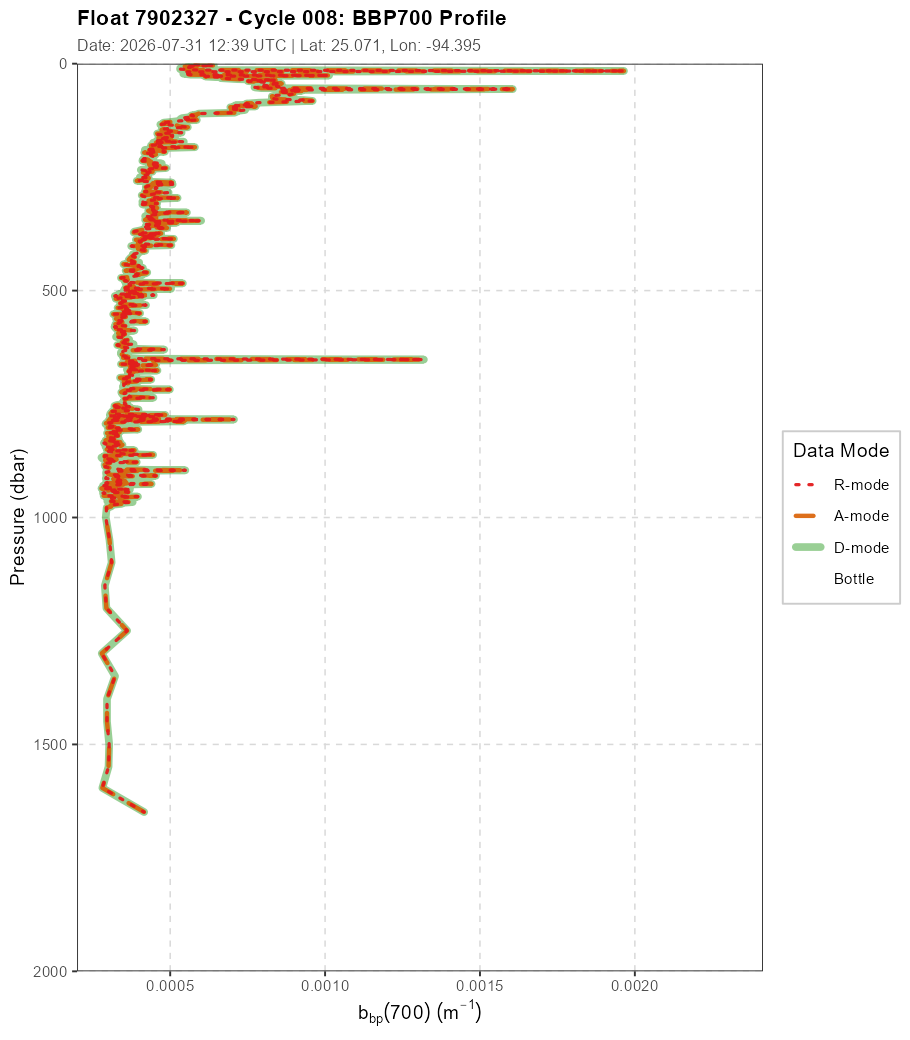 Float 7902327 - Cycle 008: BBP700 Profile
Date: 2026-07-31 12:39 UTC | Lat: 25.071, Lon: -94.395
0
500
1000
1500
2000
Pressure (dbar)
0.0005 0.0010 0.0015 0.0020
b_bp(700) (m⁻¹)
Data Mode
R-mode
A-mode
D-mode
Bottle